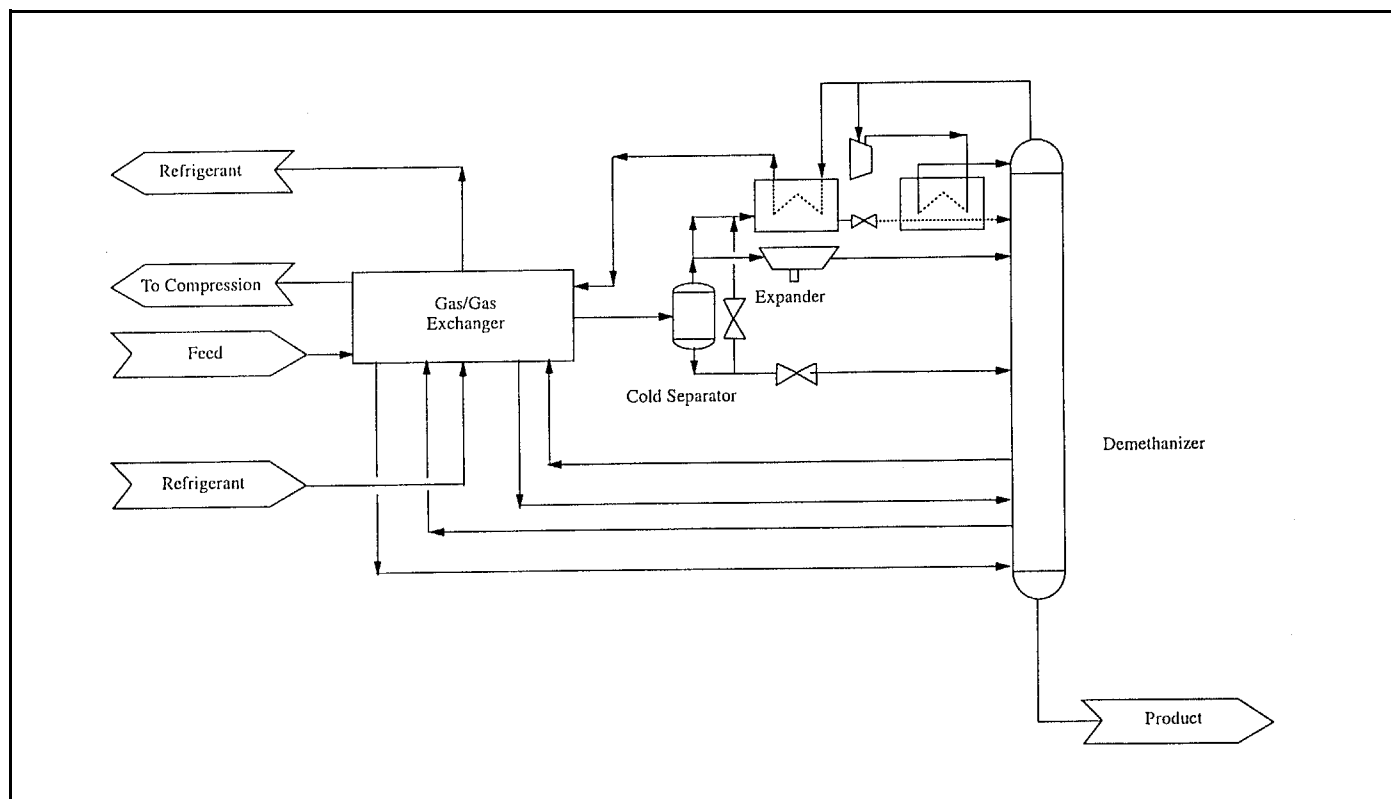 Refrigerant
To Compression
Gas/Gas
Exchanger
Feed
Expander
Cold Separator
Demethanizer
Refrigerant
Product